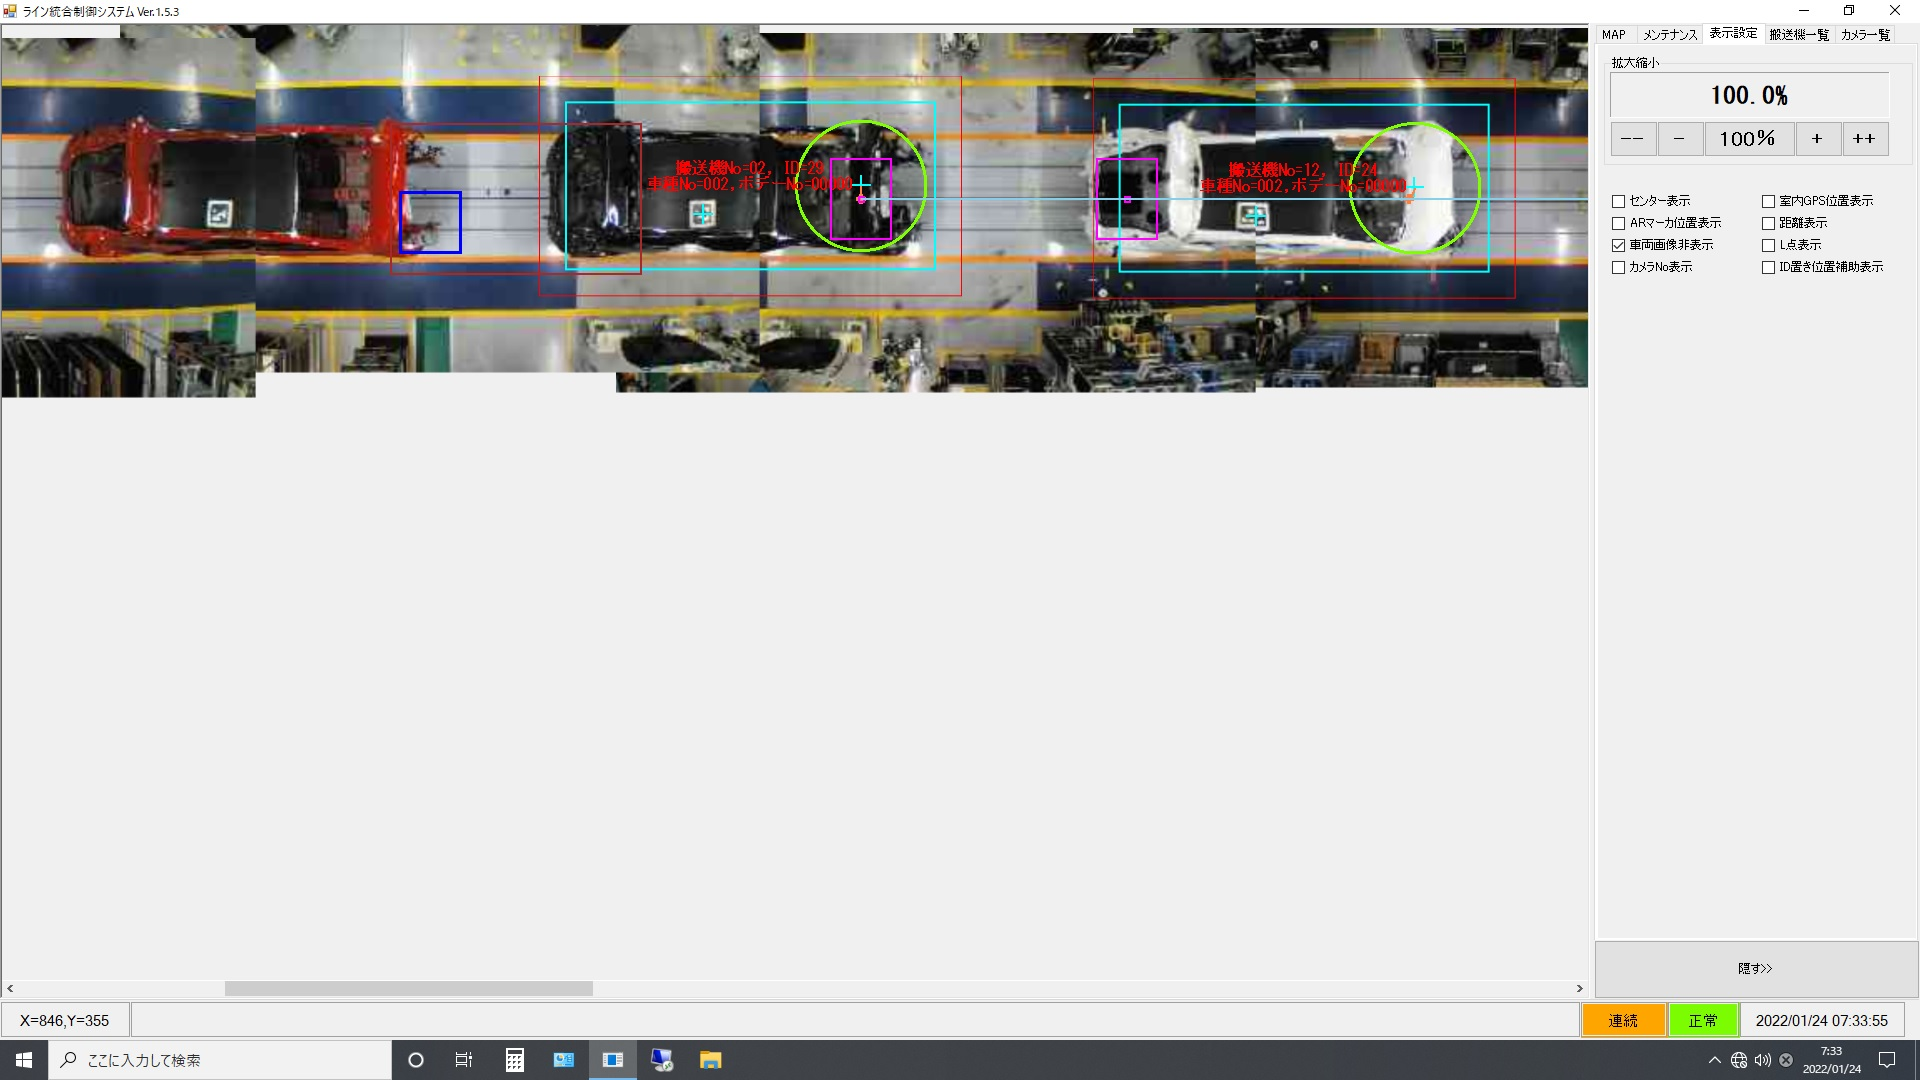 ライン統合制御システム Ver.1.5.3
MAP メンテナンス 表示設定 搬送機一覧 カメラ一覧
拡大縮小
100.0%
-- - 100% + ++
センター表示 室内GPS位置表示
ARマーカ位置表示 距離表示
車両画像非表示 L点表示
カメラNo表示 ID置き位置補助表示
搬送機No=02, ID=29
車種No=002,ボデーNo=00000
搬送機No=12, ID=24
車種No=002,ボデーNo=00000
隠す>>
X=846,Y=355
連続 正常 2022/01/24 07:33:55
ここに入力して検索
7:33
2022/01/24